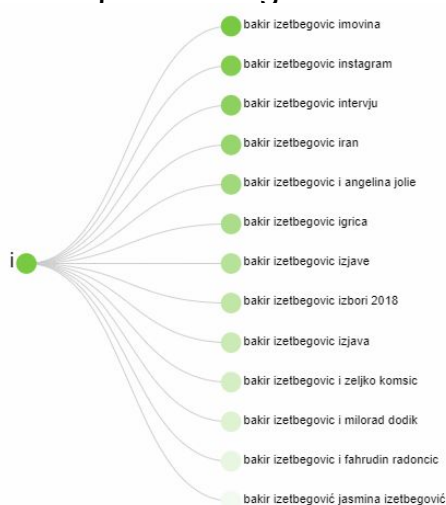 bakir izetbegovic imovina
bakir izetbegovic instagram
bakir izetbegovic intervju
bakir izetbegovic iran
bakir izetbegovic i angelina jolie
bakir izetbegovic igrica
i
bakir izetbegovic izjave
bakir izetbegovic izbori 2018
bakir izetbegovic izjava
bakir izetbegovic i zeljko komsic
bakir izetbegovic i milorad dodik
bakir izetbegovic i fahrudin radoncic
bakir izetbegović jasmina izetbegović